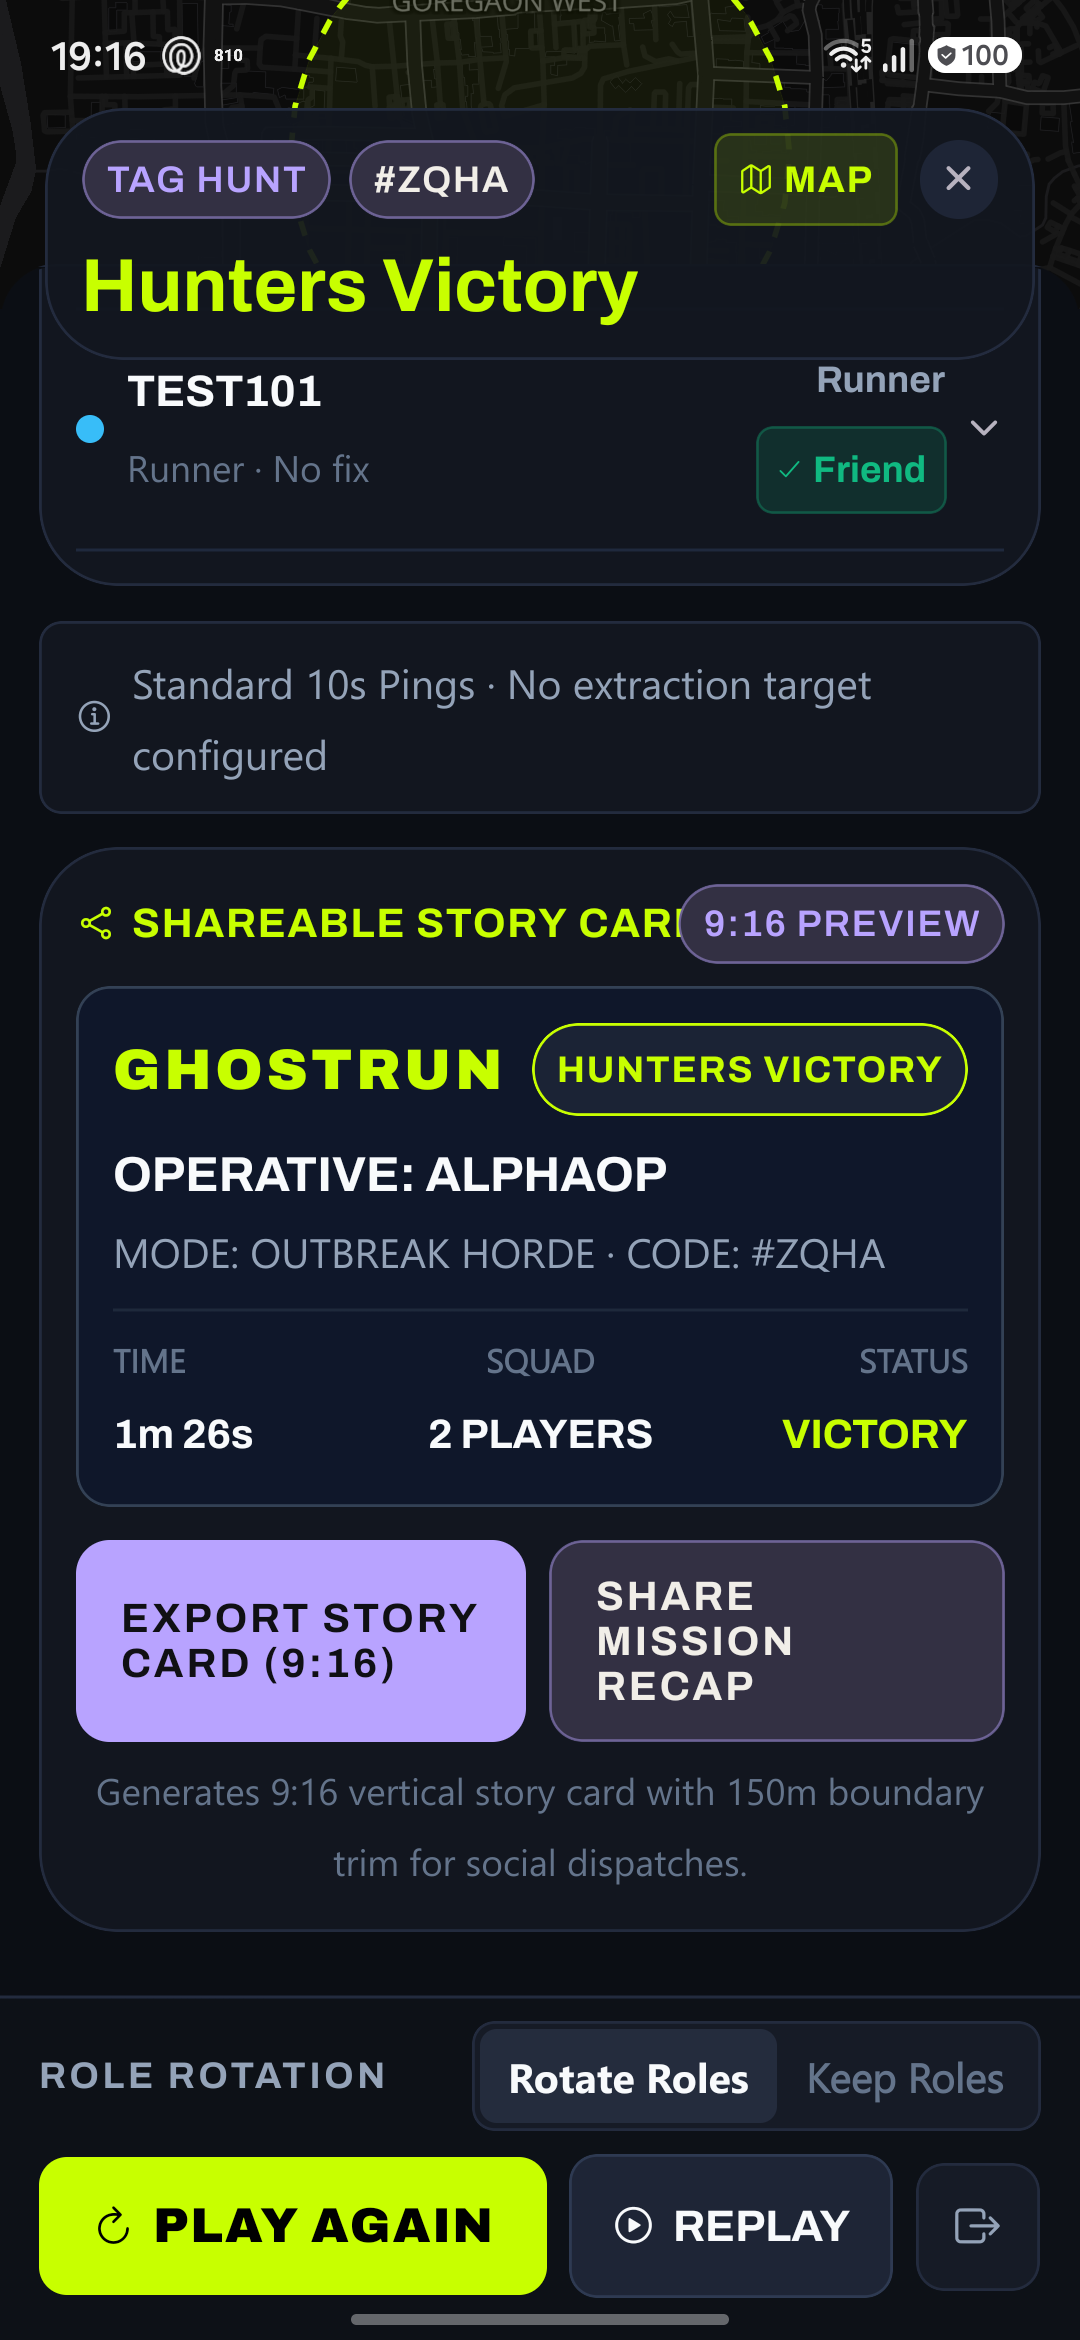 GOREGAON WEST
19:16
810
5
100
TAG HUNT
#ZQHA
MAP
Hunters Victory
TEST101
Runner
Runner · No fix
Friend
Standard 10s Pings · No extraction target
configured
SHAREABLE STORY CARD
9:16 PREVIEW
GHOSTRUN
HUNTERS VICTORY
OPERATIVE: ALPHAOP
MODE: OUTBREAK HORDE · CODE: #ZQHA
TIME
SQUAD
STATUS
1m 26s
2 PLAYERS
VICTORY
EXPORT STORY
CARD (9:16)
SHARE
MISSION
RECAP
Generates 9:16 vertical story card with 150m boundary
trim for social dispatches.
ROLE ROTATION
Rotate Roles
Keep Roles
PLAY AGAIN
REPLAY